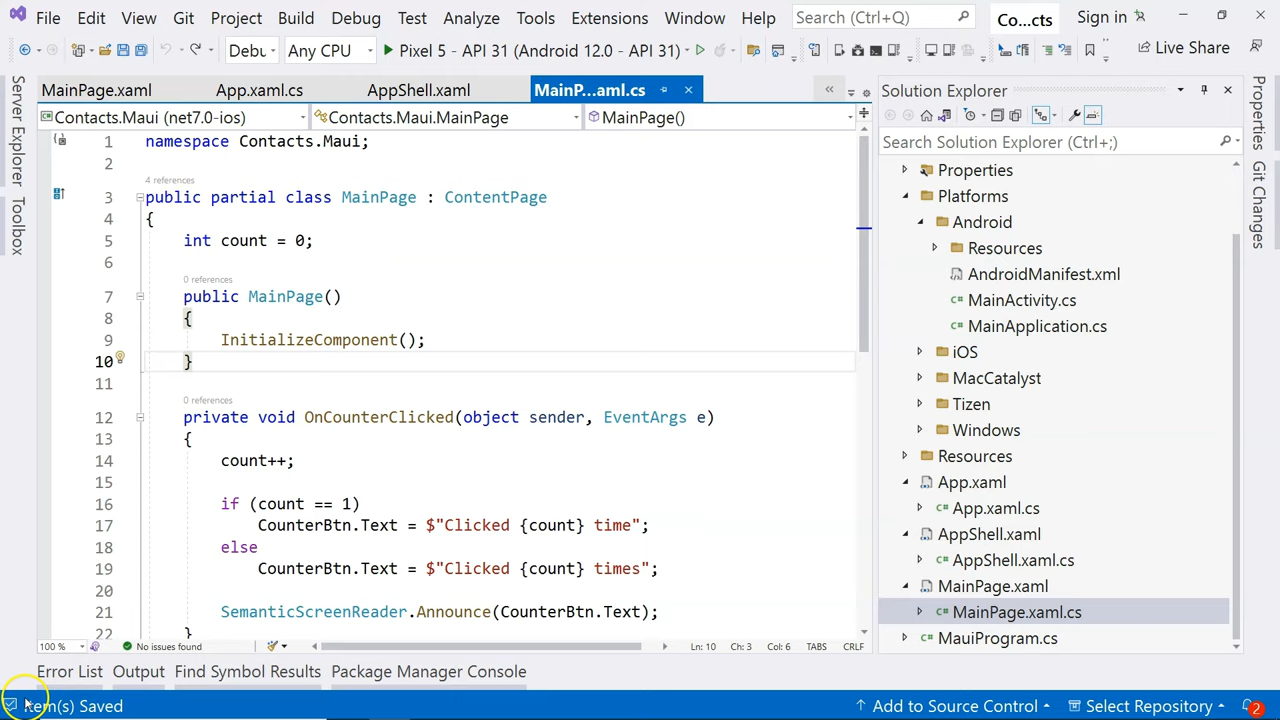 File Edit View Git Project Build Debug Test Analyze Tools Extensions Window Help Search (Ctrl+Q) Co...cts Sign in
Debu Any CPU Pixel 5 - API 31 (Android 12.0 - API 31) Live Share
MainPage.xaml App.xaml.cs AppShell.xaml MainP...aml.cs
Contacts.Maui (net7.0-ios) Contacts.Maui.MainPage MainPage()
1 namespace Contacts.Maui;
2
4 references
3 public partial class MainPage : ContentPage
4 {
5 int count = 0;
6
0 references
7 public MainPage()
8 {
9 InitializeComponent();
10 }
11
0 references
12 private void OnCounterClicked(object sender, EventArgs e)
13 {
14 count++;
15
16 if (count == 1)
17 CounterBtn.Text = $"Clicked {count} time";
18 else
19 CounterBtn.Text = $"Clicked {count} times";
20
21 SemanticScreenReader.Announce(CounterBtn.Text);
22 }
100 % No issues found Ln: 10 Ch: 3 Col: 6 TABS CRLF
Error List Output Find Symbol Results Package Manager Console
Item(s) Saved Add to Source Control Select Repository 2
Server Explorer
Toolbox
Solution Explorer
Search Solution Explorer (Ctrl+;)
Properties
Platforms
Android
Resources
AndroidManifest.xml
MainActivity.cs
MainApplication.cs
iOS
MacCatalyst
Tizen
Windows
Resources
App.xaml
App.xaml.cs
AppShell.xaml
AppShell.xaml.cs
MainPage.xaml
MainPage.xaml.cs
MauiProgram.cs
Properties
Git Changes